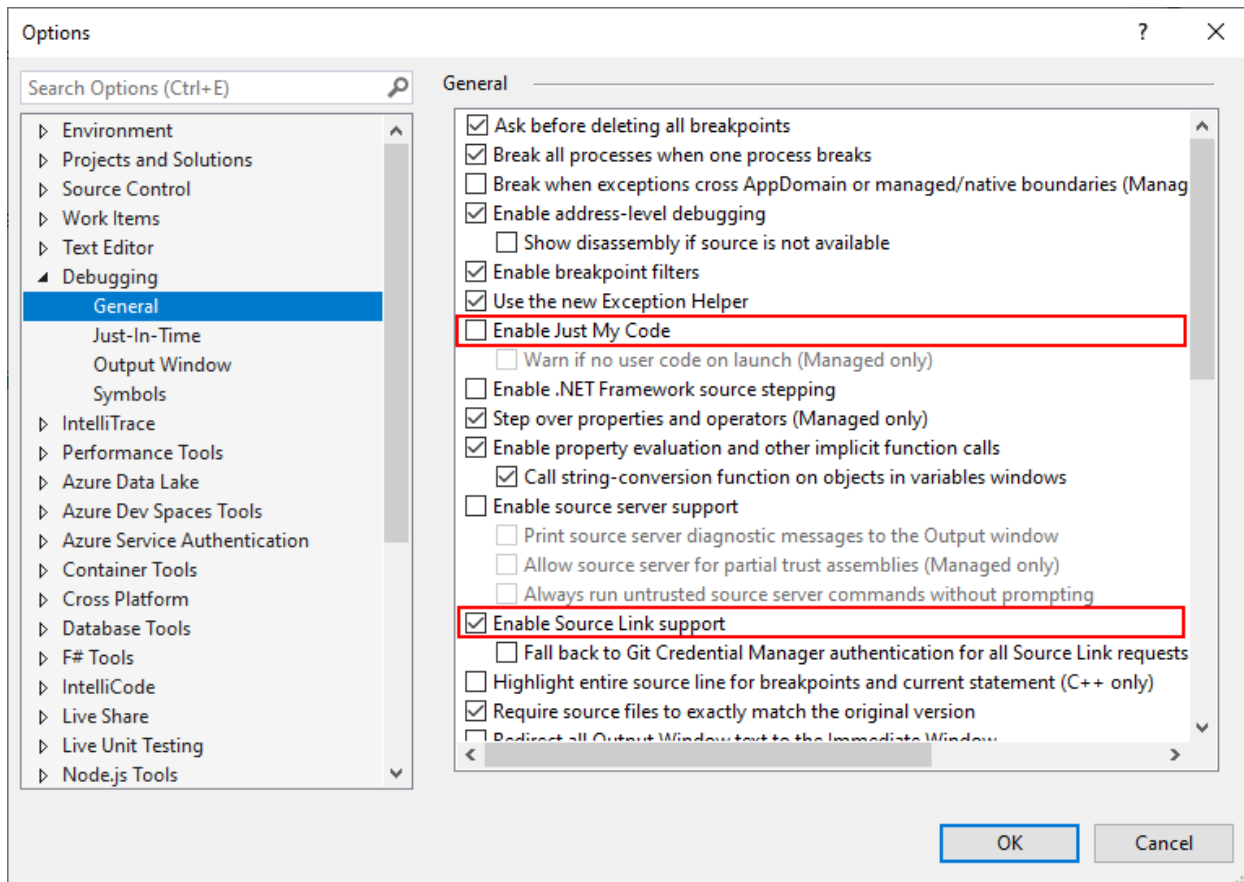 Options
?
Search Options (Ctrl+E)
Environment
Projects and Solutions
Source Control
Work Items
Text Editor
Debugging
General
Just-In-Time
Output Window
Symbols
IntelliTrace
Performance Tools
Azure Data Lake
Azure Dev Spaces Tools
Azure Service Authentication
Container Tools
Cross Platform
Database Tools
F# Tools
IntelliCode
Live Share
Live Unit Testing
Node.js Tools
General
Ask before deleting all breakpoints
Break all processes when one process breaks
Break when exceptions cross AppDomain or managed/native boundaries (Manag
Enable address-level debugging
Show disassembly if source is not available
Enable breakpoint filters
Use the new Exception Helper
Enable Just My Code
Warn if no user code on launch (Managed only)
Enable .NET Framework source stepping
Step over properties and operators (Managed only)
Enable property evaluation and other implicit function calls
Call string-conversion function on objects in variables windows
Enable source server support
Print source server diagnostic messages to the Output window
Allow source server for partial trust assemblies (Managed only)
Always run untrusted source server commands without prompting
Enable Source Link support
Fall back to Git Credential Manager authentication for all Source Link requests
Highlight entire source line for breakpoints and current statement (C++ only)
Require source files to exactly match the original version
Redirect all Output Window text to the Immediate Window
OK
Cancel